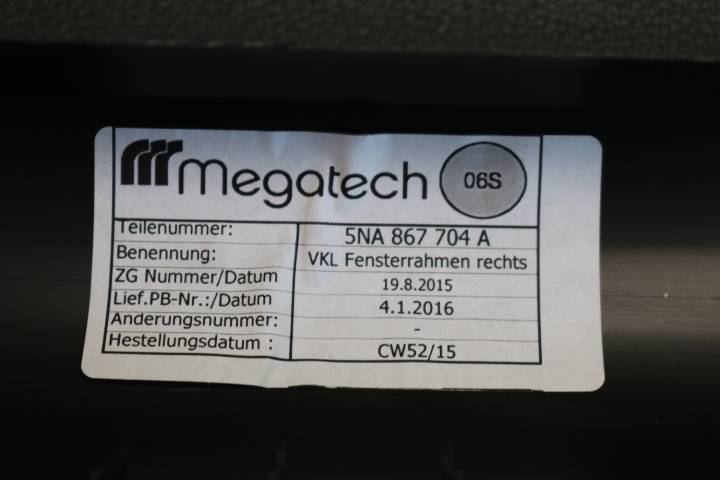 megatech 06S
Teilenummer: 5NA 867 704 A
Benennung: VKL Fensterrahmen rechts
ZG Nummer/Datum 19.8.2015
Lief.PB-Nr.:/Datum 4.1.2016
Änderungsnummer: -
Hestellungsdatum : CW52/15